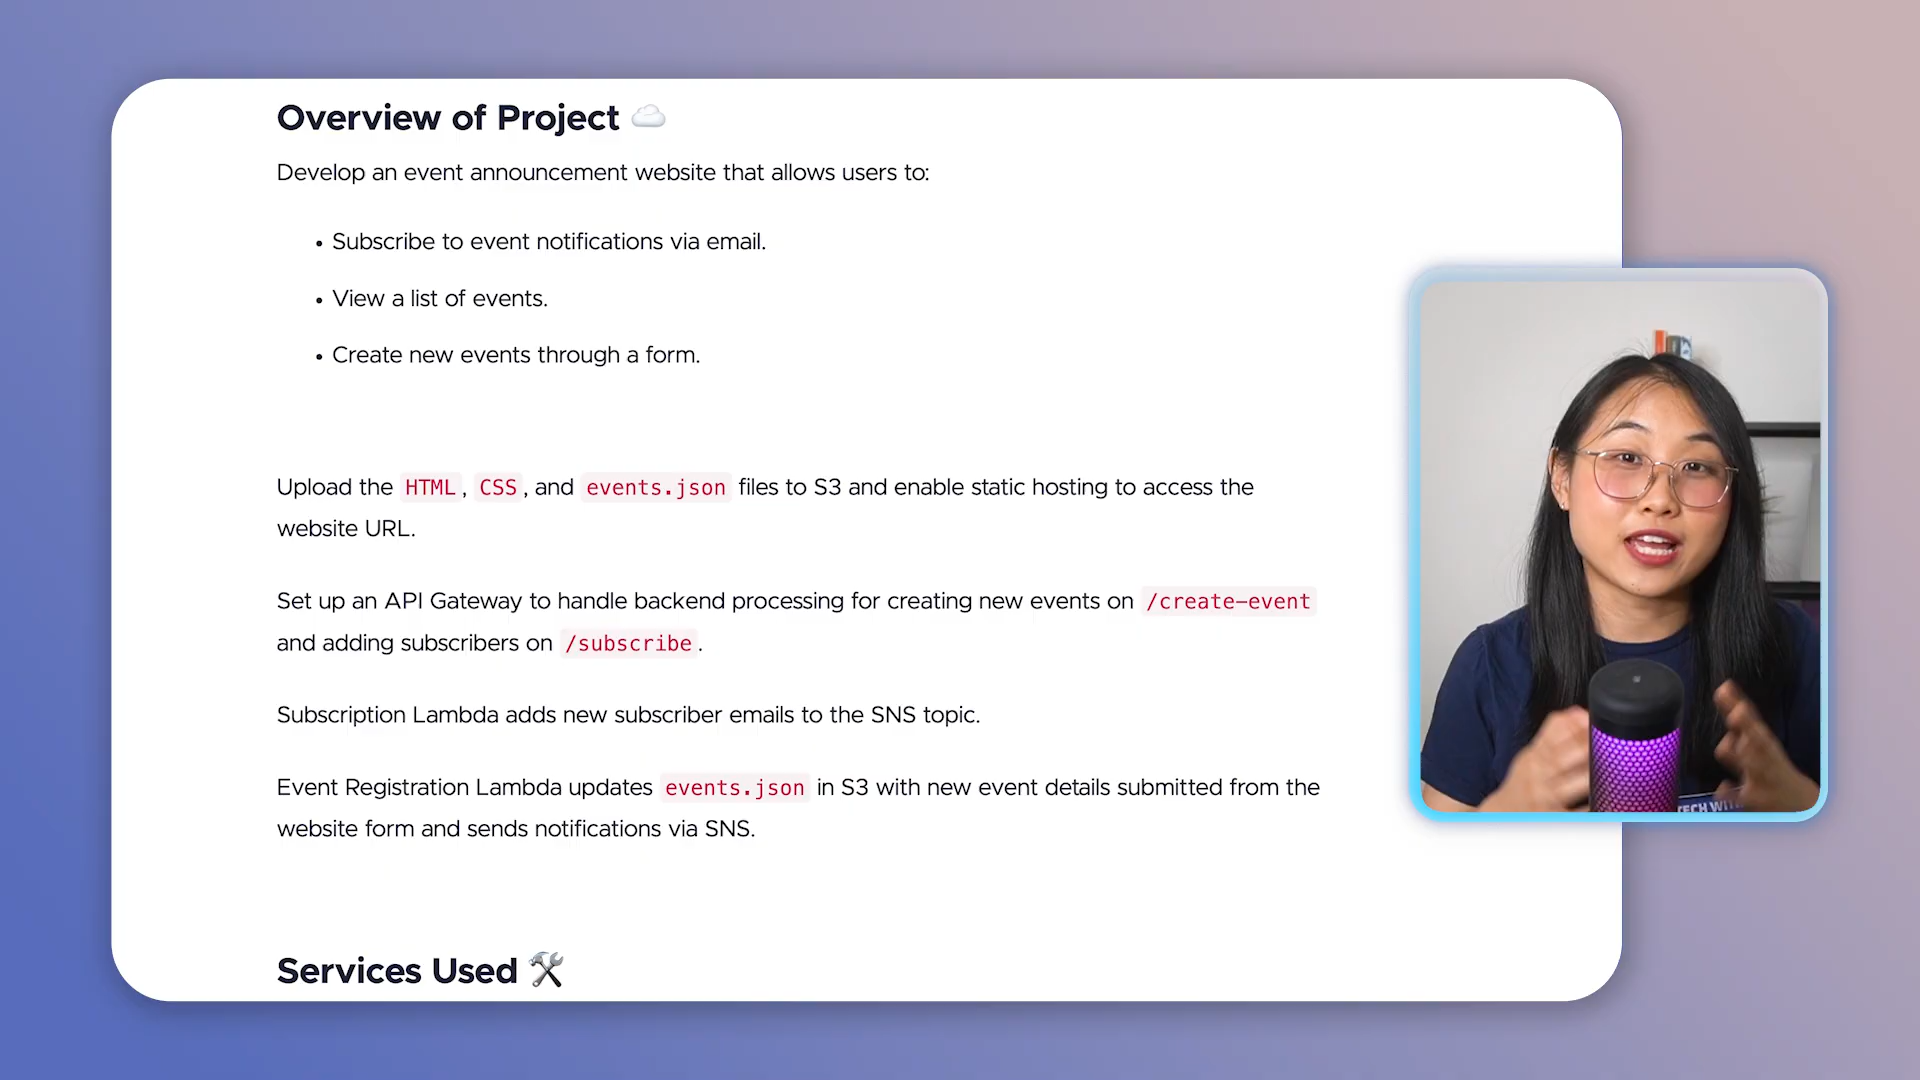 Overview of Project
Develop an event announcement website that allows users to:
• Subscribe to event notifications via email.
• View a list of events.
• Create new events through a form.
Upload the HTML, CSS, and events.json files to S3 and enable static hosting to access the
website URL.
Set up an API Gateway to handle backend processing for creating new events on /create-event
and adding subscribers on /subscribe.
Subscription Lambda adds new subscriber emails to the SNS topic.
Event Registration Lambda updates events.json in S3 with new event details submitted from the
website form and sends notifications via SNS.
Services Used
TECH WITH